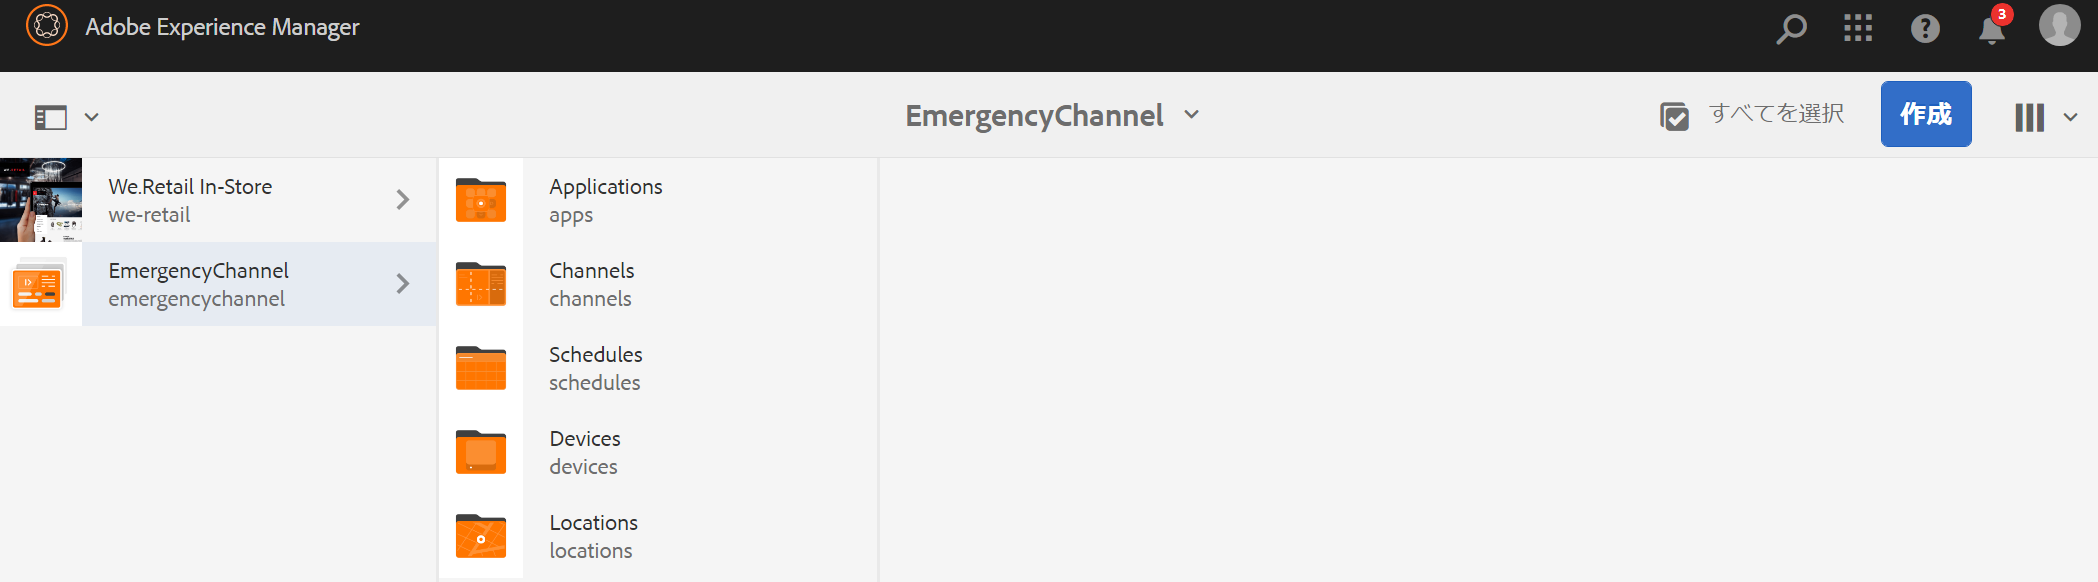 Adobe Experience Manager
3
EmergencyChannel
すべてを選択
作成
We.Retail In-Store
we-retail
EmergencyChannel
emergencychannel
Applications
apps
Channels
channels
Schedules
schedules
Devices
devices
Locations
locations